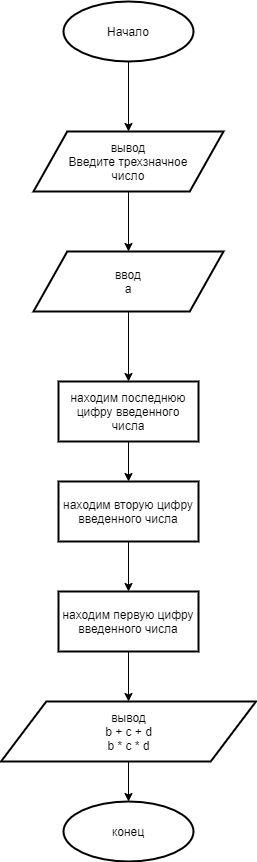 Начало
вывод
Введите трехзначное
число
ввод
a
находим последнюю
цифру введенного
числа
находим вторую цифру
введенного числа
находим первую цифру
введенного числа
вывод
b + c + d
b * c * d
конец